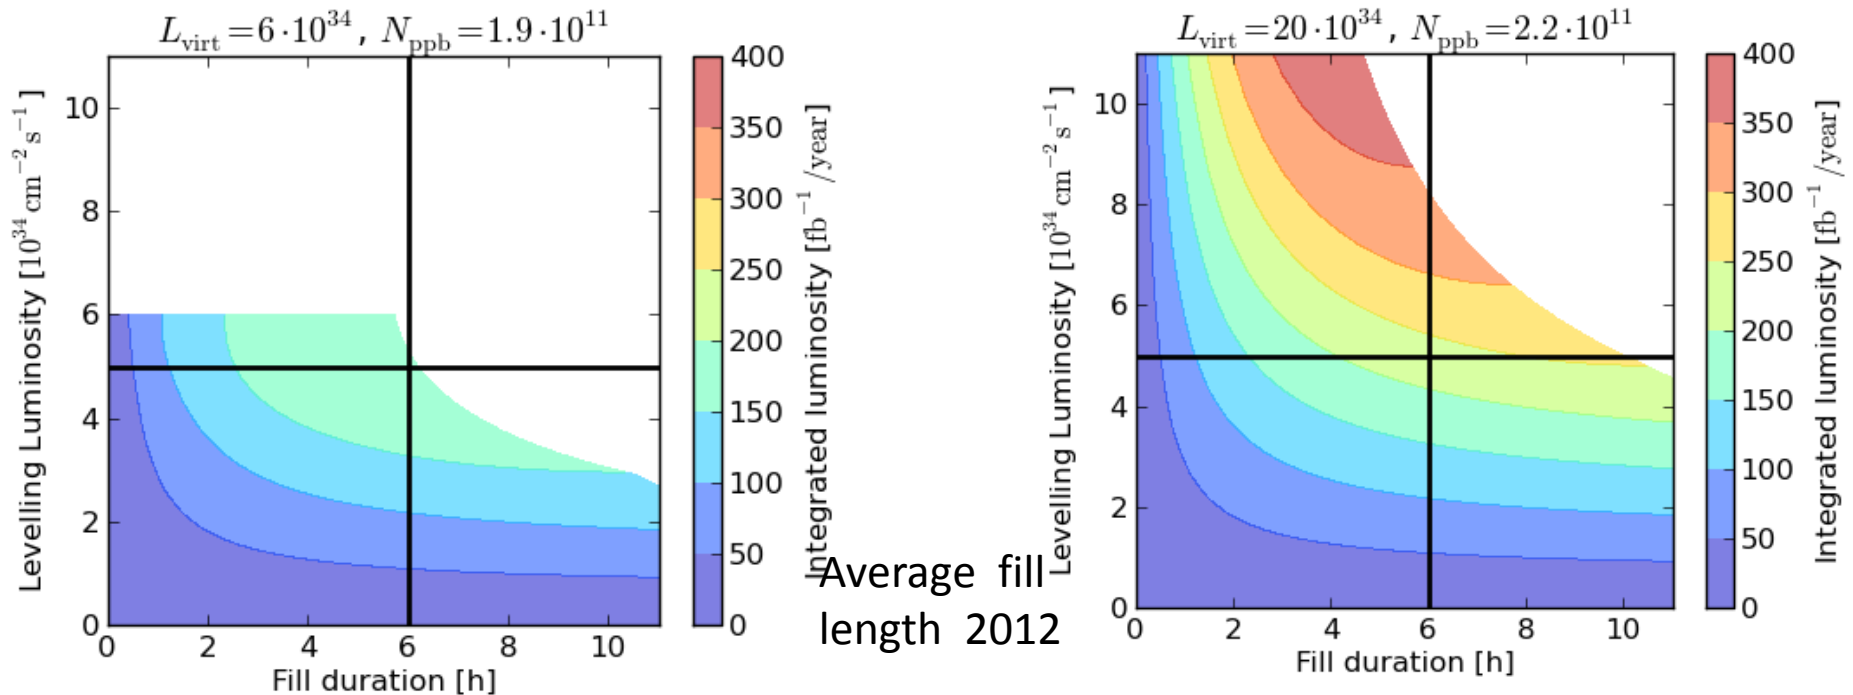 L_virt = 6·10^34, N_ppb = 1.9·10^11
Levelling Luminosity [10^34 cm^−2 s^−1]
10
8
6
4
2
0
0 2 4 6 8 10
Fill duration [h]
400
350
300
250
200
150
100
50
0
Integrated luminosity [fb^−1/year]
Average fill
length 2012
L_virt = 20·10^34, N_ppb = 2.2·10^11
Levelling Luminosity [10^34 cm^−2 s^−1]
10
8
6
4
2
0
0 2 4 6 8 10
Fill duration [h]
400
350
300
250
200
150
100
50
0
Integrated luminosity [fb^−1/year]